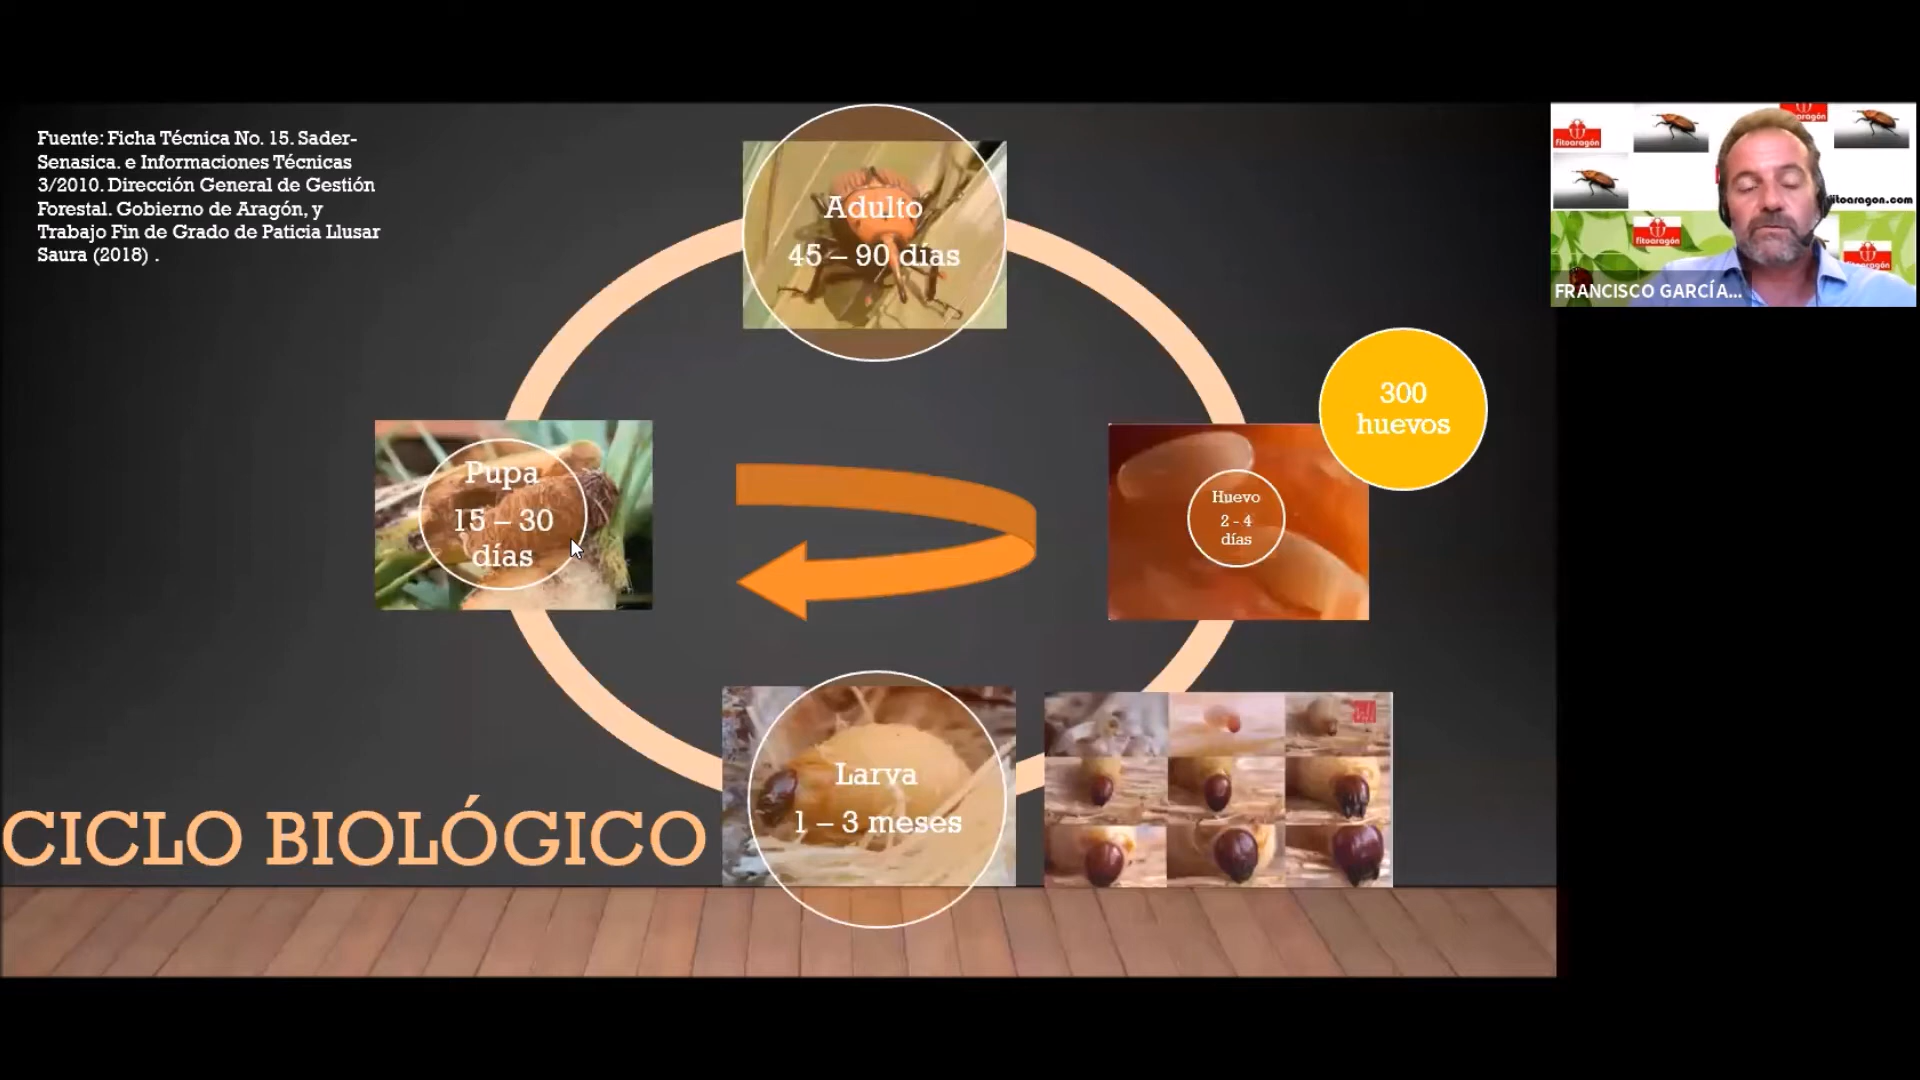 Fuente: Ficha Técnica No. 15. Sader-
Senasica. e Informaciones Técnicas
3/2010. Dirección General de Gestión
Forestal. Gobierno de Aragón, y
Trabajo Fin de Grado de Paticia Llusar
Saura (2018) .
Adulto
45 – 90 días
300
huevos
Huevo
2 - 4
días
Pupa
15 – 30
días
Larva
1 – 3 meses
CICLO BIOLÓGICO
fitoaragón
fitoaragon.com
fitoaragón
fitoaragón
FRANCISCO GARCÍA...